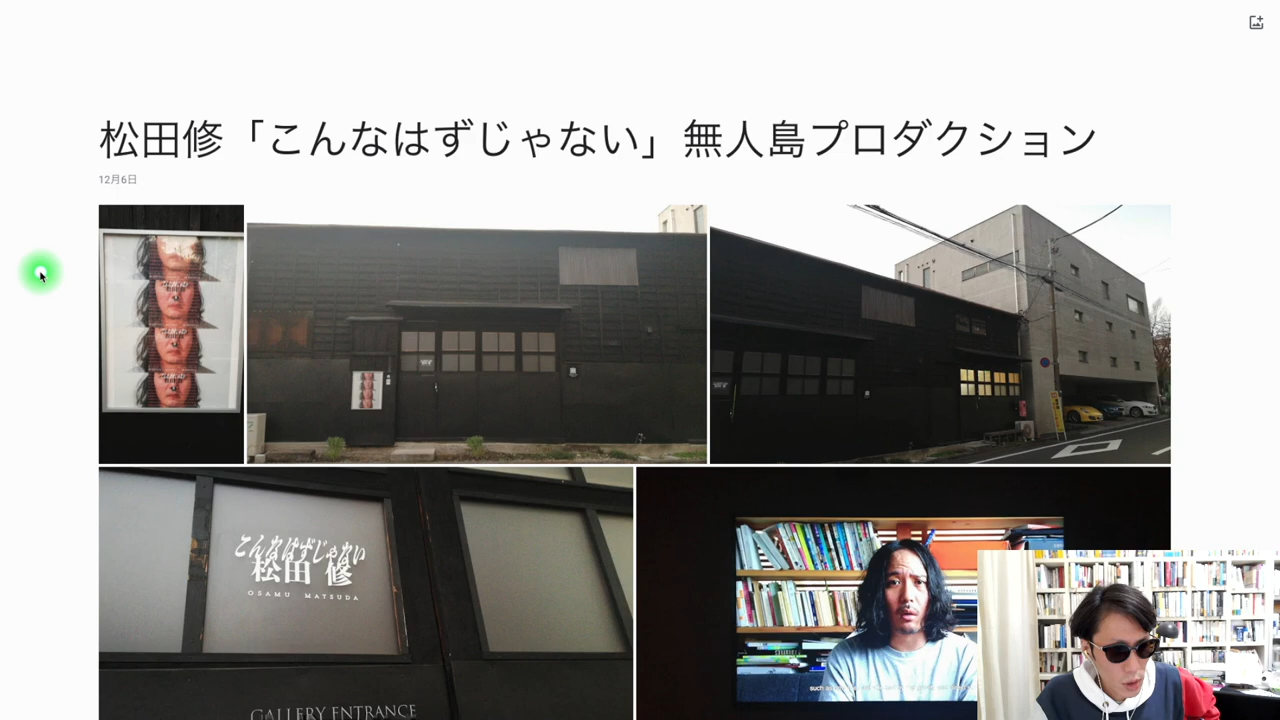 松田修「こんなはずじゃない」無人島プロダクション
12月6日
こんなはずじゃない
松田 修
OSAMU MATSUDA
GALLERY ENTRANCE
such as